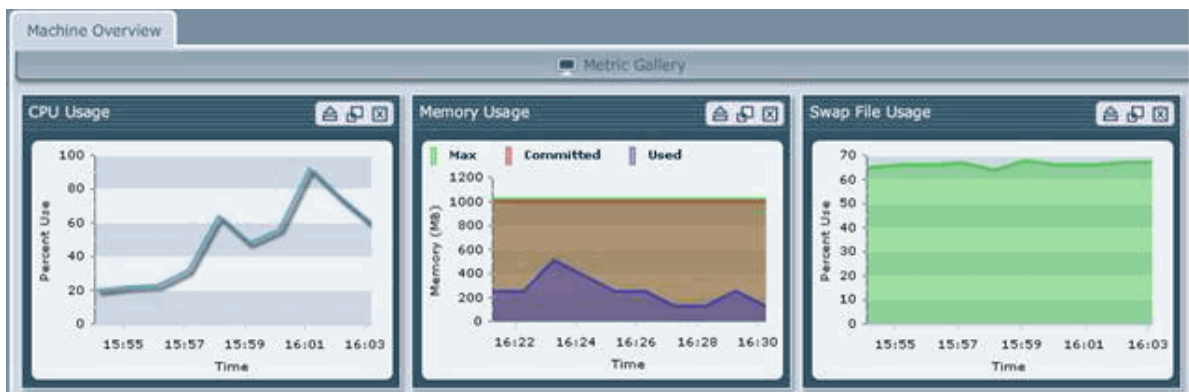 Machine Overview
Metric Gallery
CPU Usage
100
80
60
40
20
0
Percent Use
15:55 15:57 15:59 16:01 16:03
Time
Memory Usage
Max Committed Used
1200
1000
800
600
400
200
0
Memory (MB)
16:22 16:24 16:26 16:28 16:30
Time
Swap File Usage
70
60
50
40
30
20
10
0
Percent Use
15:55 15:57 15:59 16:01 16:03
Time